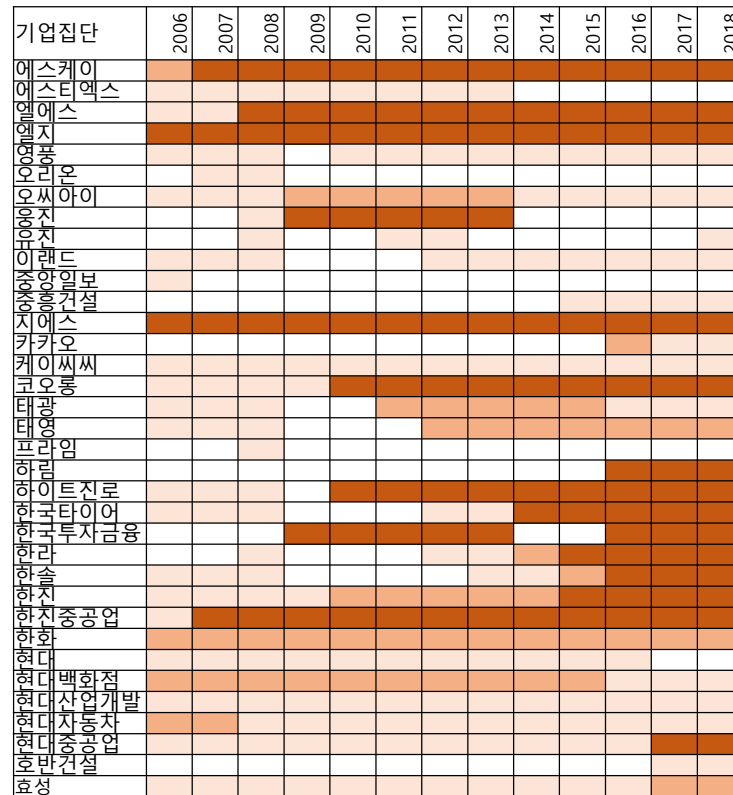 기업집단 2006 2007 2008 2009 2010 2011 2012 2013 2014 2015 2016 2017 2018
에스케이
에스티엑스
엘에스
엘지
영풍
오리온
오씨아이
웅진
유진
이랜드
중앙일보
중흥건설
지에스
카카오
케이씨씨
코오롱
태광
태영
프라임
하림
하이트진로
한국타이어
한국투자금융
한라
한솔
한진
한진중공업
한화
현대
현대백화점
현대산업개발
현대자동차
현대중공업
호반건설
효성